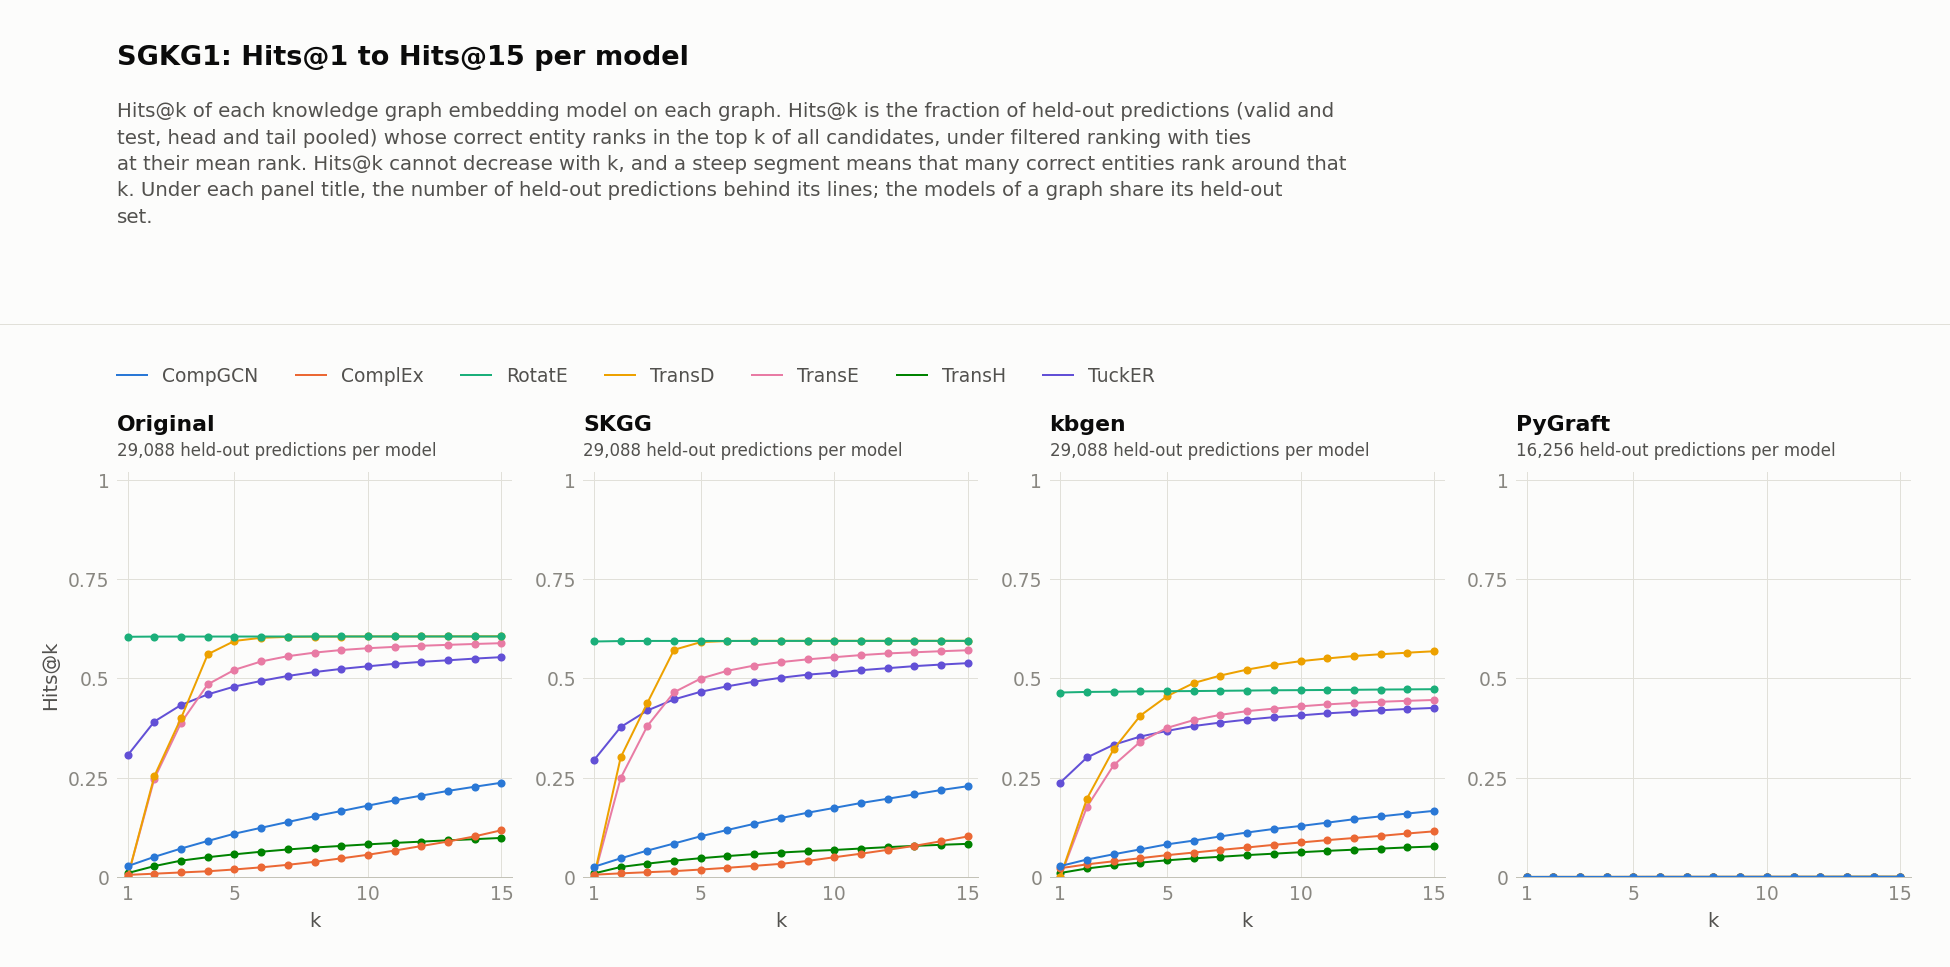 SGKG1: Hits@1 to Hits@15 per model
Hits@k of each knowledge graph embedding model on each graph. Hits@k is the fraction of held-out predictions (valid and
test, head and tail pooled) whose correct entity ranks in the top k of all candidates, under filtered ranking with ties
at their mean rank. Hits@k cannot decrease with k, and a steep segment means that many correct entities rank around that
k. Under each panel title, the number of held-out predictions behind its lines; the models of a graph share its held-out
set.
CompGCN ComplEx RotatE TransD TransE TransH TuckER
Original
29,088 held-out predictions per model
1
0.75
0.5
0.25
0
Hits@k
1 5 10 15
k
SKGG
29,088 held-out predictions per model
1
0.75
0.5
0.25
0
1 5 10 15
k
kbgen
29,088 held-out predictions per model
1
0.75
0.5
0.25
0
1 5 10 15
k
PyGraft
16,256 held-out predictions per model
1
0.75
0.5
0.25
0
1 5 10 15
k